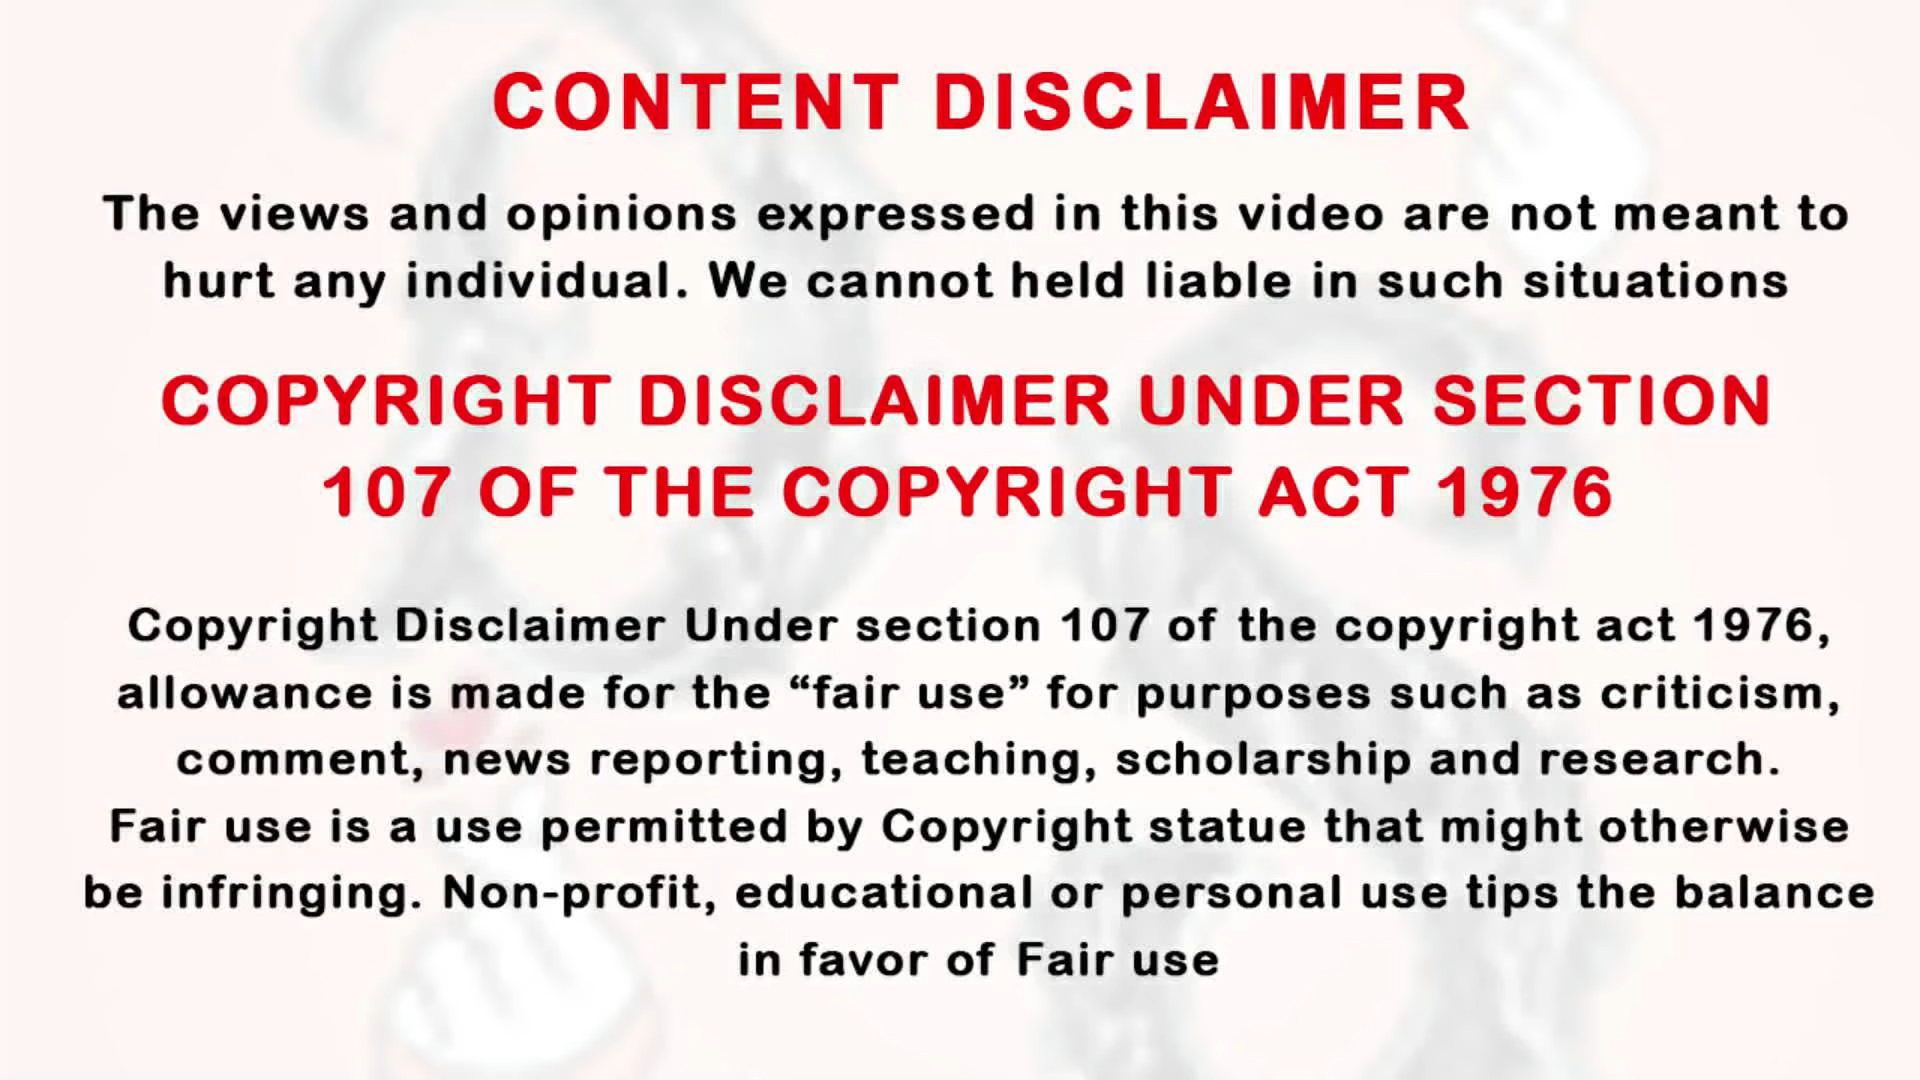 CONTENT DISCLAIMER
The views and opinions expressed in this video are not meant to
hurt any individual. We cannot held liable in such situations
COPYRIGHT DISCLAIMER UNDER SECTION
107 OF THE COPYRIGHT ACT 1976
Copyright Disclaimer Under section 107 of the copyright act 1976,
allowance is made for the “fair use” for purposes such as criticism,
comment, news reporting, teaching, scholarship and research.
Fair use is a use permitted by Copyright statue that might otherwise
be infringing. Non-profit, educational or personal use tips the balance
in favor of Fair use